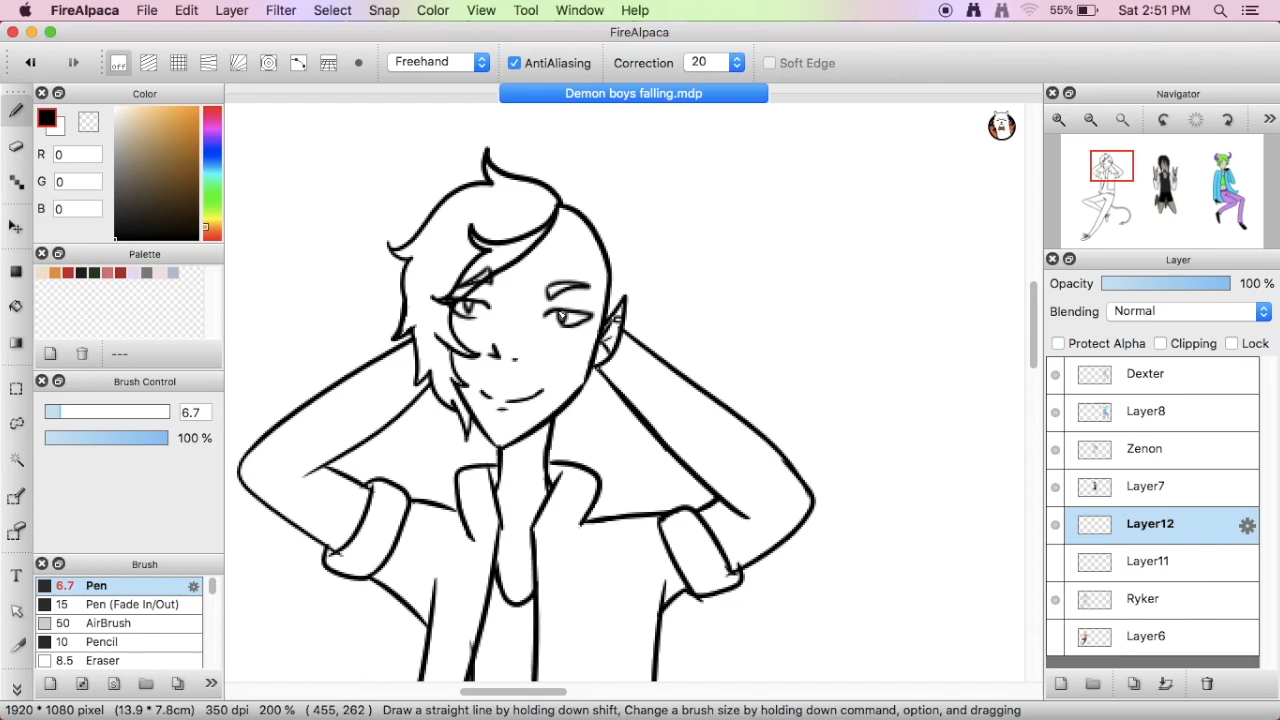 FireAlpaca File Edit Layer Filter Select Snap Color View Tool Window Help 55% Sat 2:51 PM
FireAlpaca
off Freehand AntiAliasing Correction 20 Soft Edge
Color
Demon boys falling.mdp
Navigator
R 0
G 0
B 0
Palette
---
Brush Control
6.7
100 %
Brush
6.7 Pen
15 Pen (Fade In/Out)
50 AirBrush
10 Pencil
8.5 Eraser
Layer
Opacity 100 %
Blending Normal
Protect Alpha Clipping Lock
Dexter
Layer8
Zenon
Layer7
Layer12
Layer11
Ryker
Layer6
1920 * 1080 pixel (13.9 * 7.8cm) 350 dpi 200 % ( 455, 262 ) Draw a straight line by holding down shift, Change a brush size by holding down command, option, and dragging